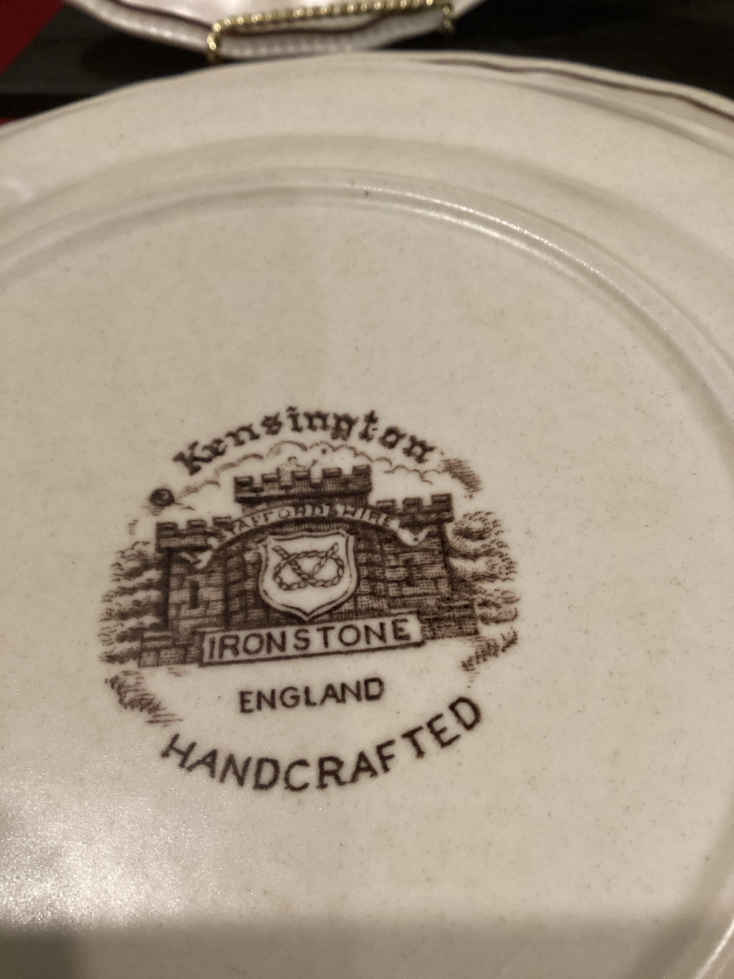 Kensington
STAFFORDSHIRE
IRONSTONE
ENGLAND
HANDCRAFTED